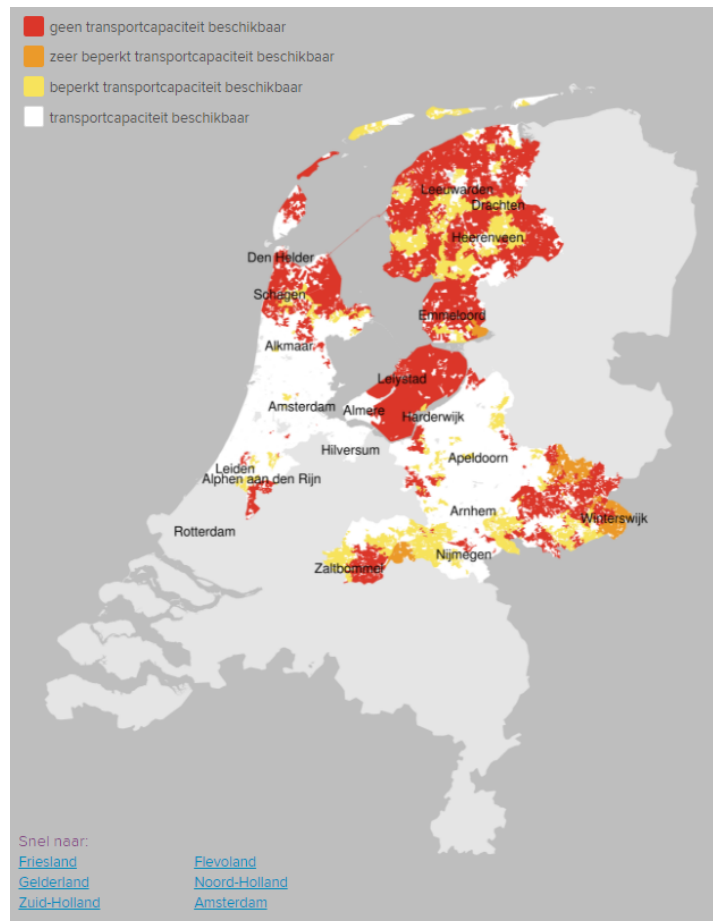 geen transportcapaciteit beschikbaar
zeer beperkt transportcapaciteit beschikbaar
beperkt transportcapaciteit beschikbaar
transportcapaciteit beschikbaar
Leeuwarden
Drachten
Heerenveen
Den Helder
Schagen
Emmeloord
Alkmaar
Lelystad
Amsterdam
Almere
Harderwijk
Hilversum
Apeldoorn
Leiden
Alphen aan den Rijn
Arnhem
Winterswijk
Rotterdam
Nijmegen
Zaltbommel
Snel naar:
Friesland Flevoland
Gelderland Noord-Holland
Zuid-Holland Amsterdam